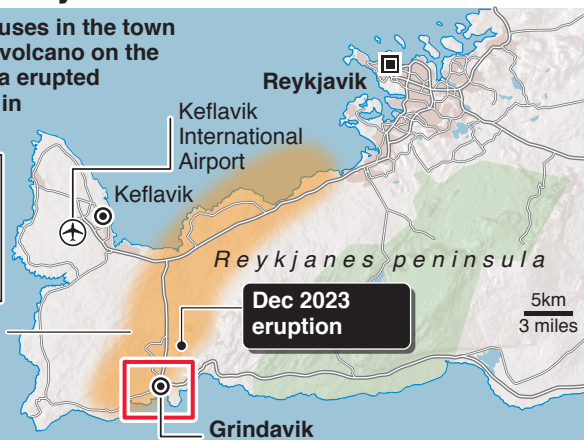 uses in the town
volcano on the
a erupted
in
Reykjavik
Keflavik
International
Airport
Keflavik
Reykjanes peninsula
Dec 2023
eruption
5km
3 miles
Grindavik